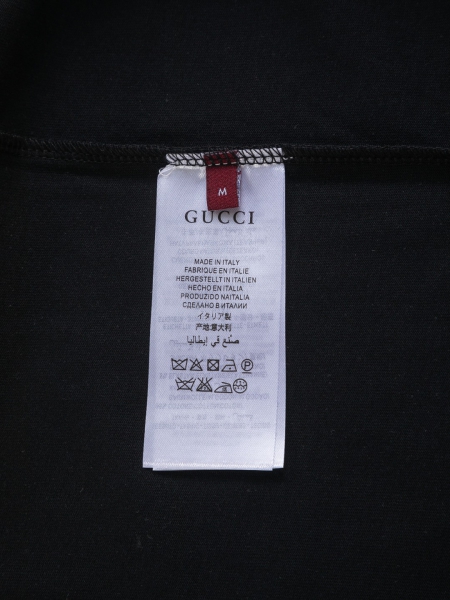 M
GUCCI
MADE IN ITALY
FABRIQUE EN ITALIE
HERGESTELLT IN ITALIEN
HECHO EN ITALIA
PRODUZIDO NAITALIA
СДЕЛАНО В ИТАЛИИ
イタリア製
产地意大利
صنع في إيطاليا